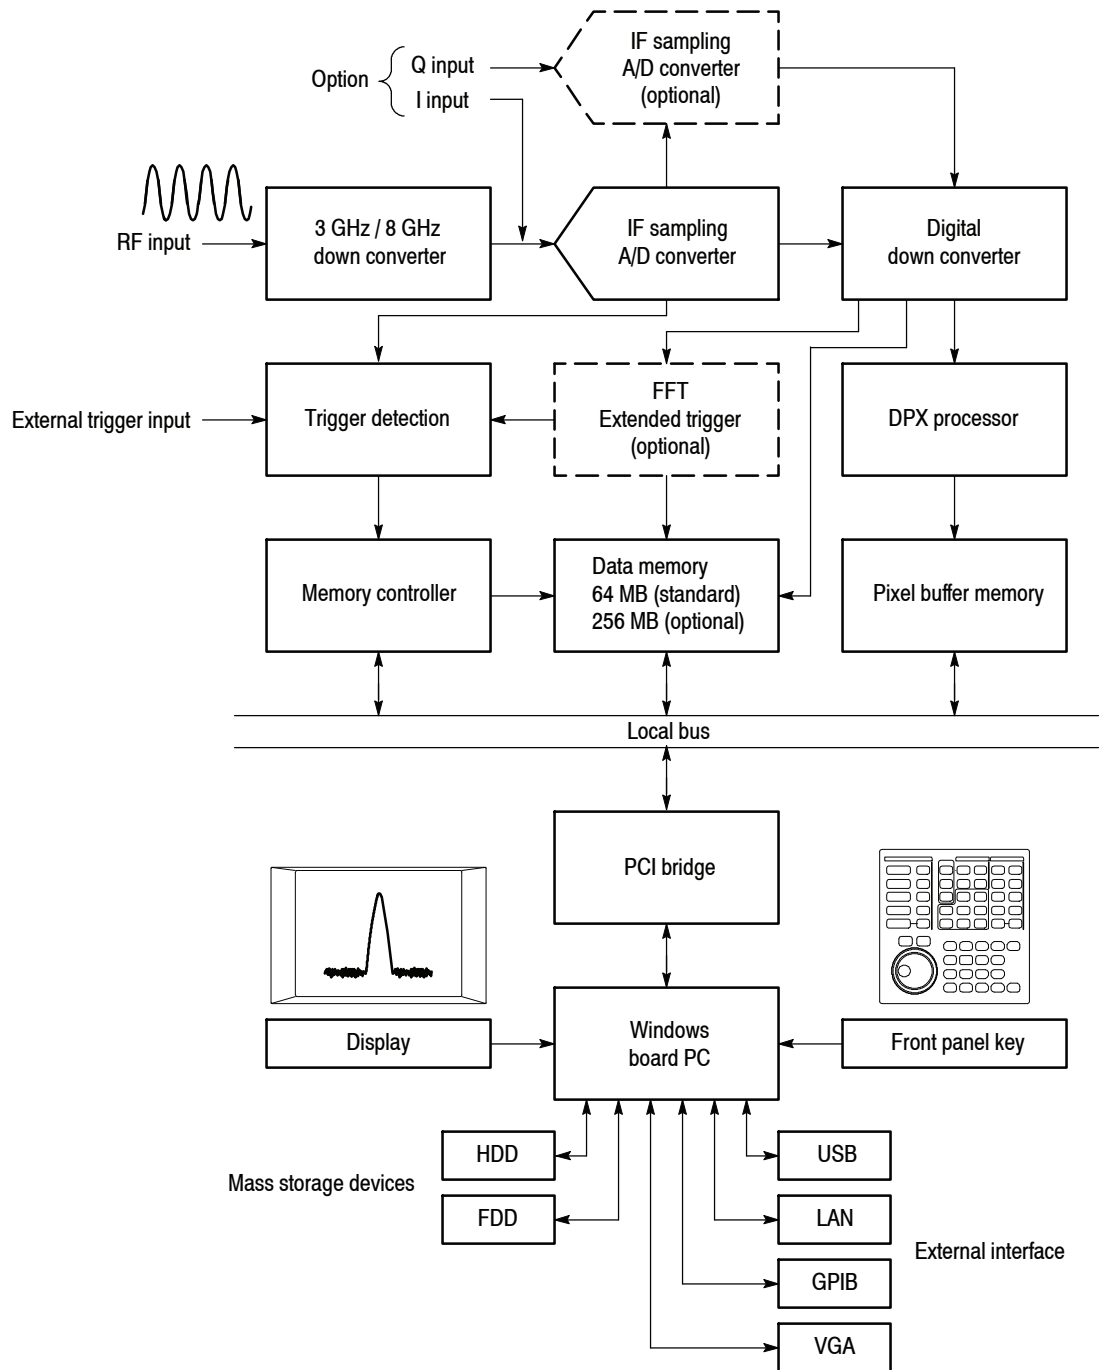 Option
Q input
I input
IF sampling
A/D converter
(optional)
RF input
3 GHz / 8 GHz
down converter
IF sampling
A/D converter
Digital
down converter
External trigger input
Trigger detection
FFT
Extended trigger
(optional)
DPX processor
Memory controller
Data memory
64 MB (standard)
256 MB (optional)
Pixel buffer memory
Local bus
PCI bridge
Display
Windows
board PC
Front panel key
Mass storage devices
HDD
FDD
USB
LAN
GPIB
VGA
External interface